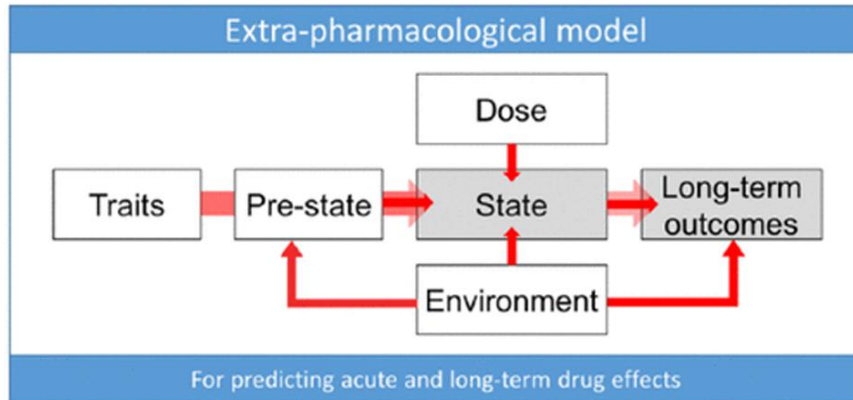 Extra-pharmacological model
Dose
Traits
Pre-state
State
Long-term
outcomes
Environment
For predicting acute and long-term drug effects